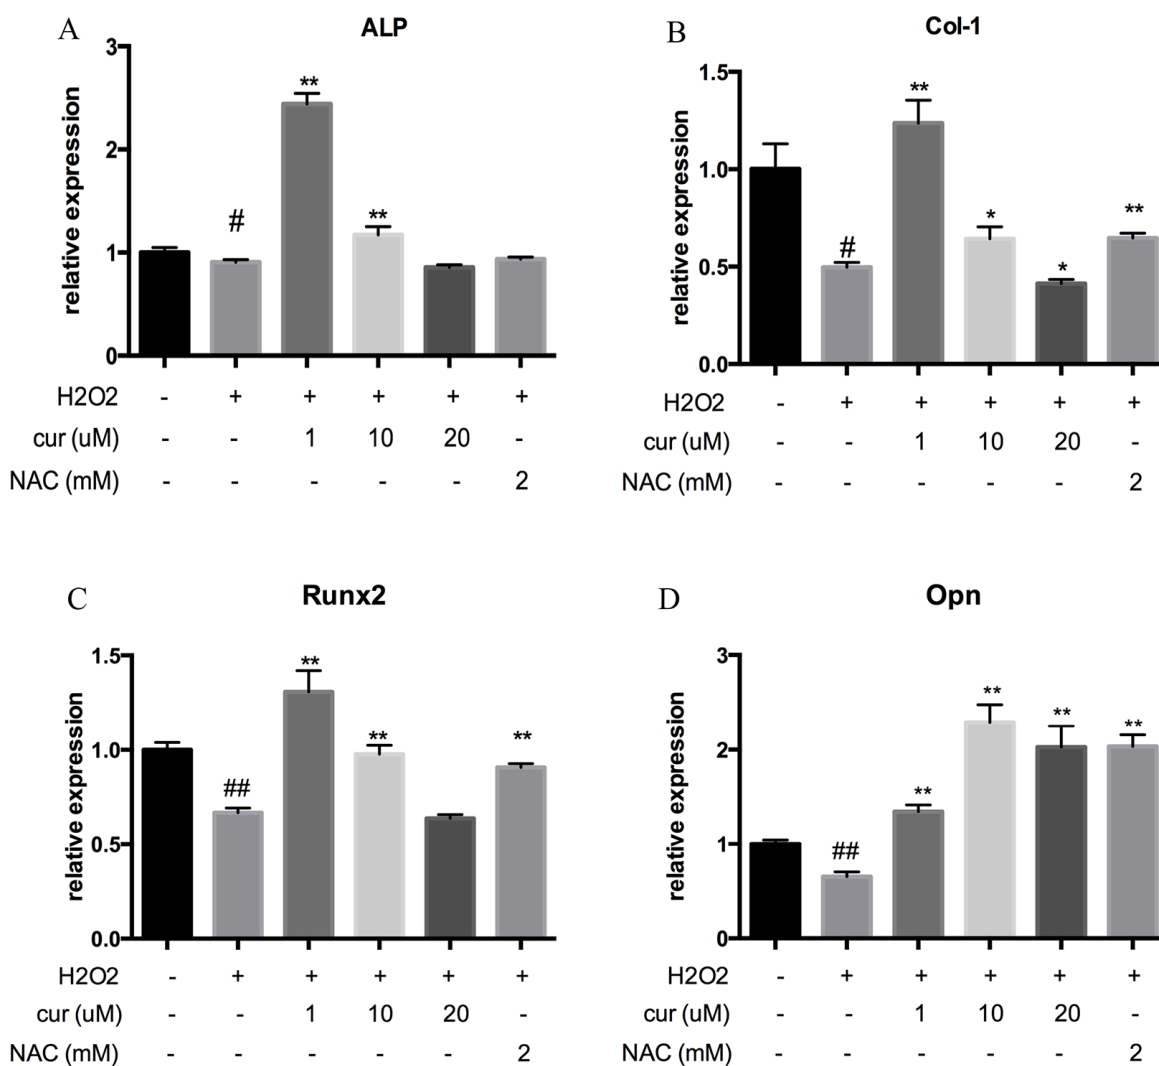 A
ALP
3
2
1
0
relative expression
#
**
**
H2O2 - + + + + +
cur (uM) - - 1 10 20 -
NAC (mM) - - - - - 2
B
Col-1
1.5
1.0
0.5
0.0
relative expression
#
**
*
*
**
H2O2 - + + + + +
cur (uM) - - 1 10 20 -
NAC (mM) - - - - - 2
C
Runx2
1.5
1.0
0.5
0.0
relative expression
##
**
**
**
H2O2 - + + + + +
cur (uM) - - 1 10 20 -
NAC (mM) - - - - - 2
D
Opn
3
2
1
0
relative expression
##
**
**
**
**
H2O2 - + + + + +
cur (uM) - - 1 10 20 -
NAC (mM) - - - - - 2